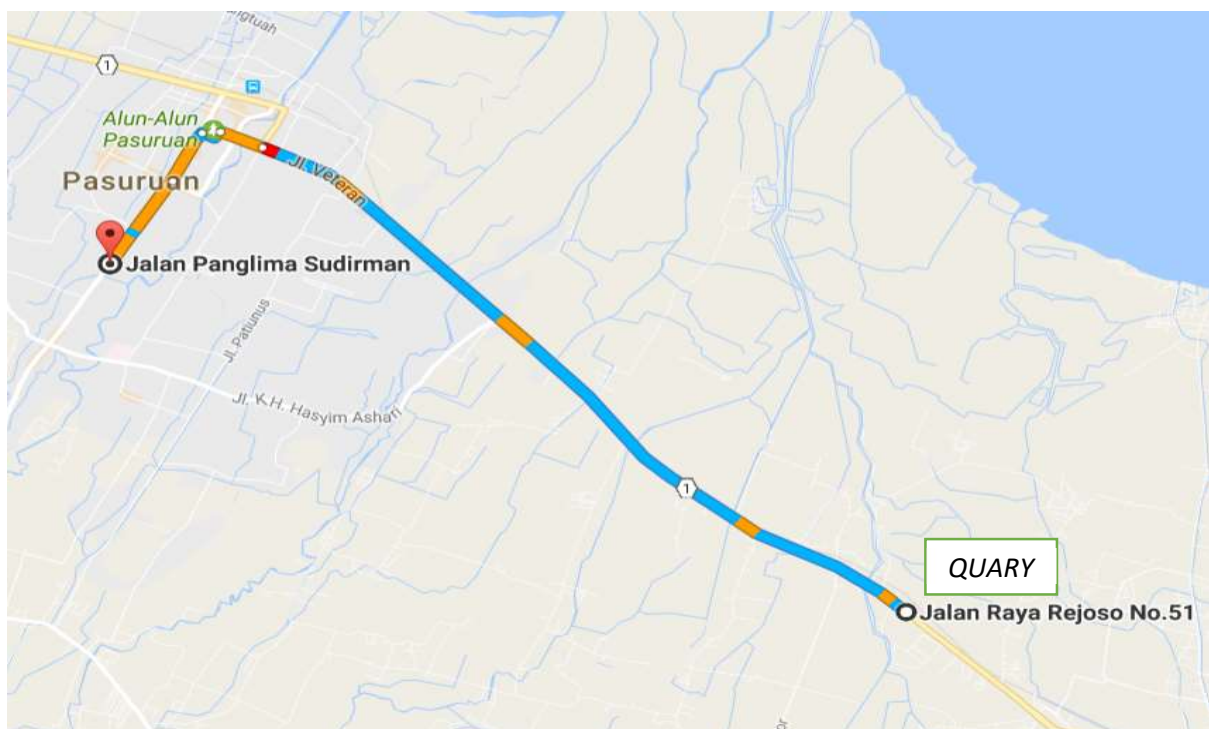 1
Alun-Alun
Pasuruan
Pasuruan
Jl. Veteran
Jalan Panglima Sudirman
Jl. Patiunus
Jl. K.H. Hasyim Ashari
1
QUARY
Jalan Raya Rejoso No.51